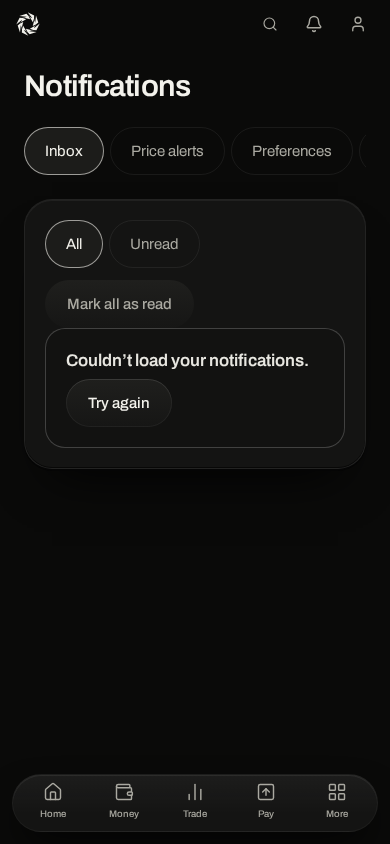 Notifications
Inbox Price alerts Preferences
All Unread
Mark all as read
Couldn’t load your notifications.
Try again
Home Money Trade Pay More